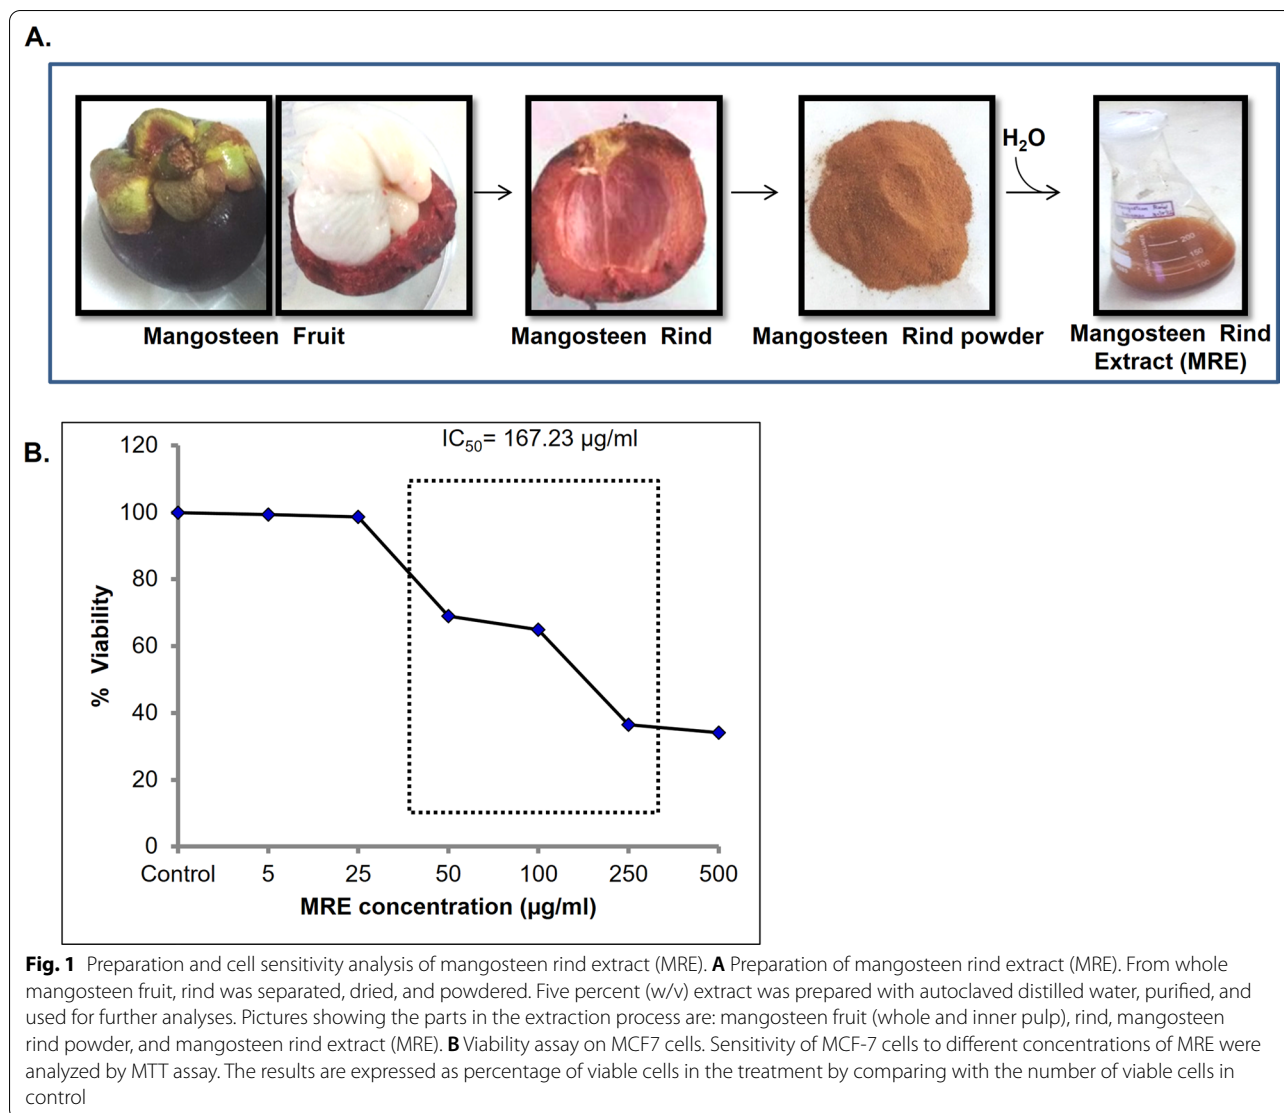 A.
H₂O
Mangosteen Fruit
Mangosteen Rind
Mangosteen Rind powder
Mangosteen Rind
Extract (MRE)
200
150
100
B.
IC₅₀= 167.23 µg/ml
120
100
80
60
40
20
0
% Viability
Control 5 25 50 100 250 500
MRE concentration (µg/ml)
Fig. 1 Preparation and cell sensitivity analysis of mangosteen rind extract (MRE). A Preparation of mangosteen rind extract (MRE). From whole
mangosteen fruit, rind was separated, dried, and powdered. Five percent (w/v) extract was prepared with autoclaved distilled water, purified, and
used for further analyses. Pictures showing the parts in the extraction process are: mangosteen fruit (whole and inner pulp), rind, mangosteen
rind powder, and mangosteen rind extract (MRE). B Viability assay on MCF7 cells. Sensitivity of MCF-7 cells to different concentrations of MRE were
analyzed by MTT assay. The results are expressed as percentage of viable cells in the treatment by comparing with the number of viable cells in
control